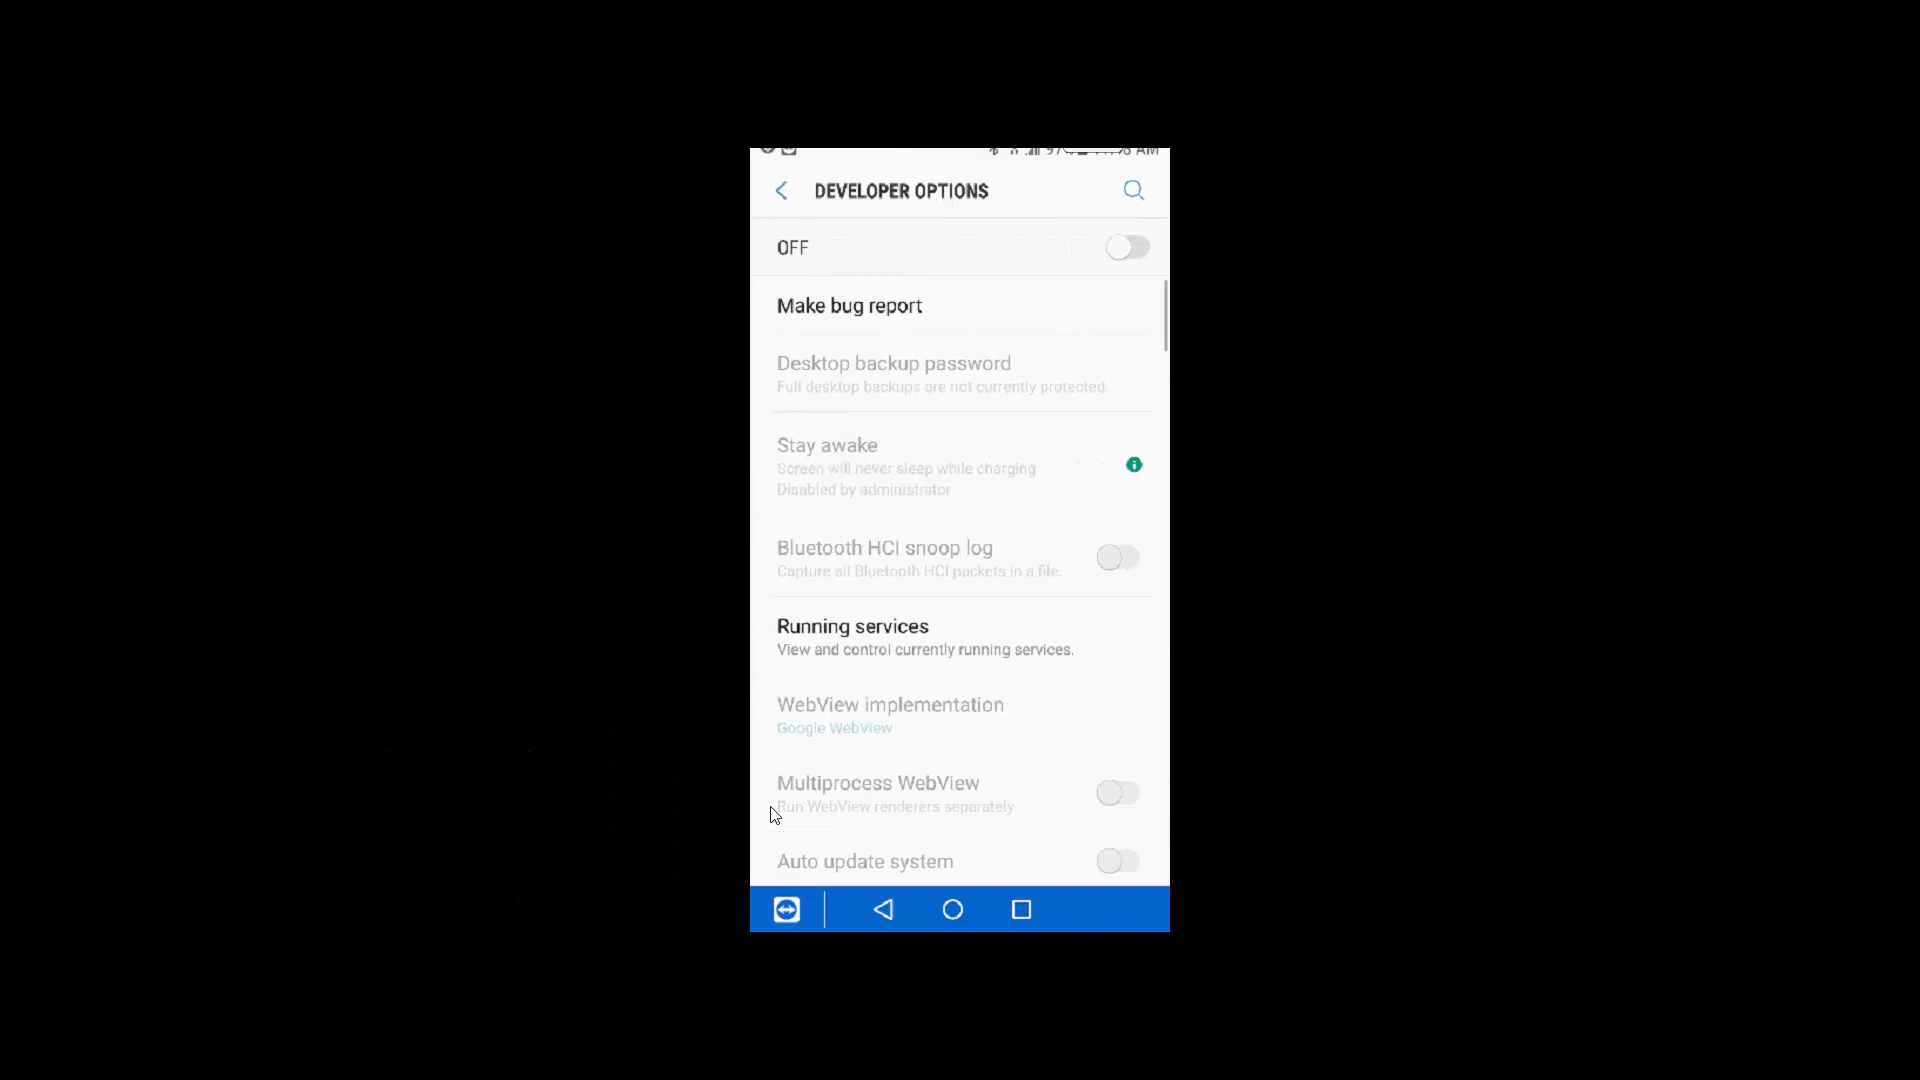 DEVELOPER OPTIONS
OFF
Make bug report
Desktop backup password
Full desktop backups are not currently protected.
Stay awake
Screen will never sleep while charging
Disabled by administrator
Bluetooth HCI snoop log
Capture all Bluetooth HCI packets in a file.
Running services
View and control currently running services.
WebView implementation
Google WebView
Multiprocess WebView
Run WebView renderers separately
Auto update system